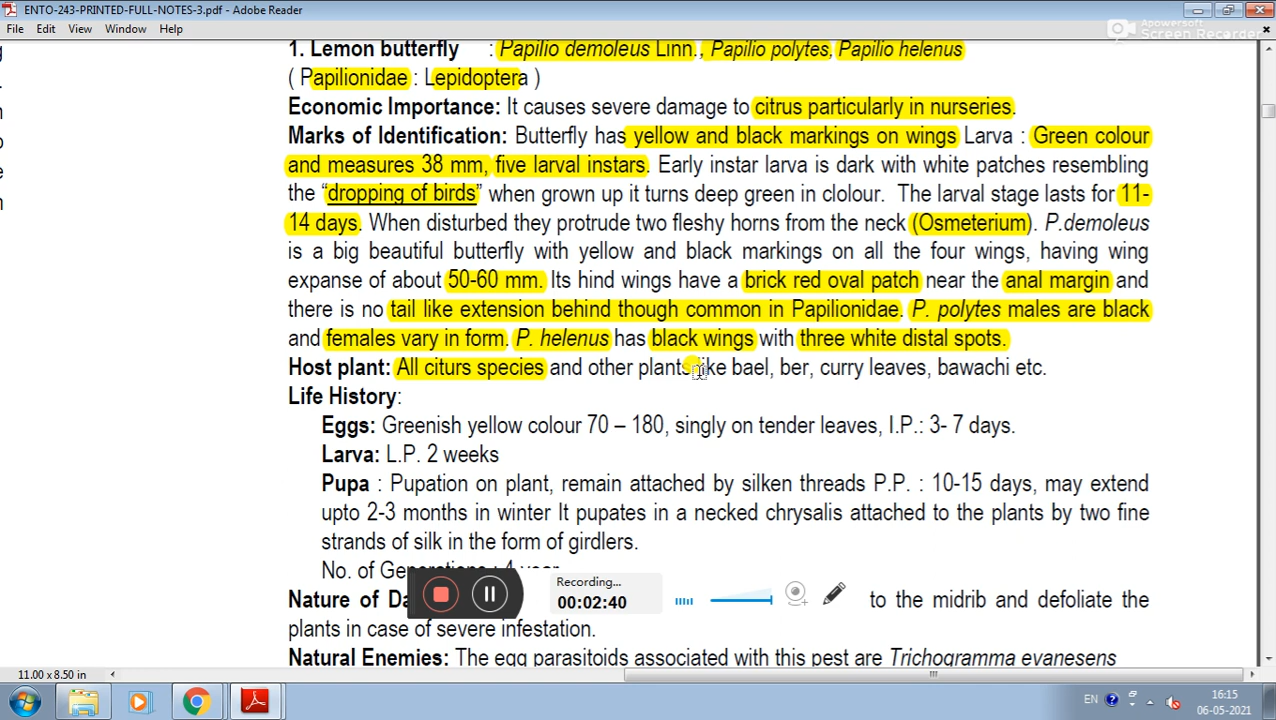 ENTO-243-PRINTED-FULL-NOTES-3.pdf - Adobe Reader
File Edit View Window Help
Apowersoft
Screen Recorder
1. Lemon butterfly : Papilio demoleus Linn., Papilio polytes, Papilio helenus
( Papilionidae : Lepidoptera )
Economic Importance: It causes severe damage to citrus particularly in nurseries.
Marks of Identification: Butterfly has yellow and black markings on wings Larva : Green colour
and measures 38 mm, five larval instars. Early instar larva is dark with white patches resembling
the “dropping of birds” when grown up it turns deep green in clolour. The larval stage lasts for 11-
14 days. When disturbed they protrude two fleshy horns from the neck (Osmeterium). P.demoleus
is a big beautiful butterfly with yellow and black markings on all the four wings, having wing
expanse of about 50-60 mm. Its hind wings have a brick red oval patch near the anal margin and
there is no tail like extension behind though common in Papilionidae. P. polytes males are black
and females vary in form. P. helenus has black wings with three white distal spots.
Host plant: All citurs species and other plants like bael, ber, curry leaves, bawachi etc.
Life History:
Eggs: Greenish yellow colour 70 – 180, singly on tender leaves, I.P.: 3- 7 days.
Larva: L.P. 2 weeks
Pupa : Pupation on plant, remain attached by silken threads P.P. : 10-15 days, may extend
upto 2-3 months in winter It pupates in a necked chrysalis attached to the plants by two fine
strands of silk in the form of girdlers.
No. of Generations : 4 year
Recording...
00:02:40
Nature of to the midrib and defoliate the
plants in case of severe infestation.
Natural Enemies: The egg parasitoids associated with this pest are Trichogramma evanesens
11.00 x 8.50 in
EN
16:15
06-05-2021